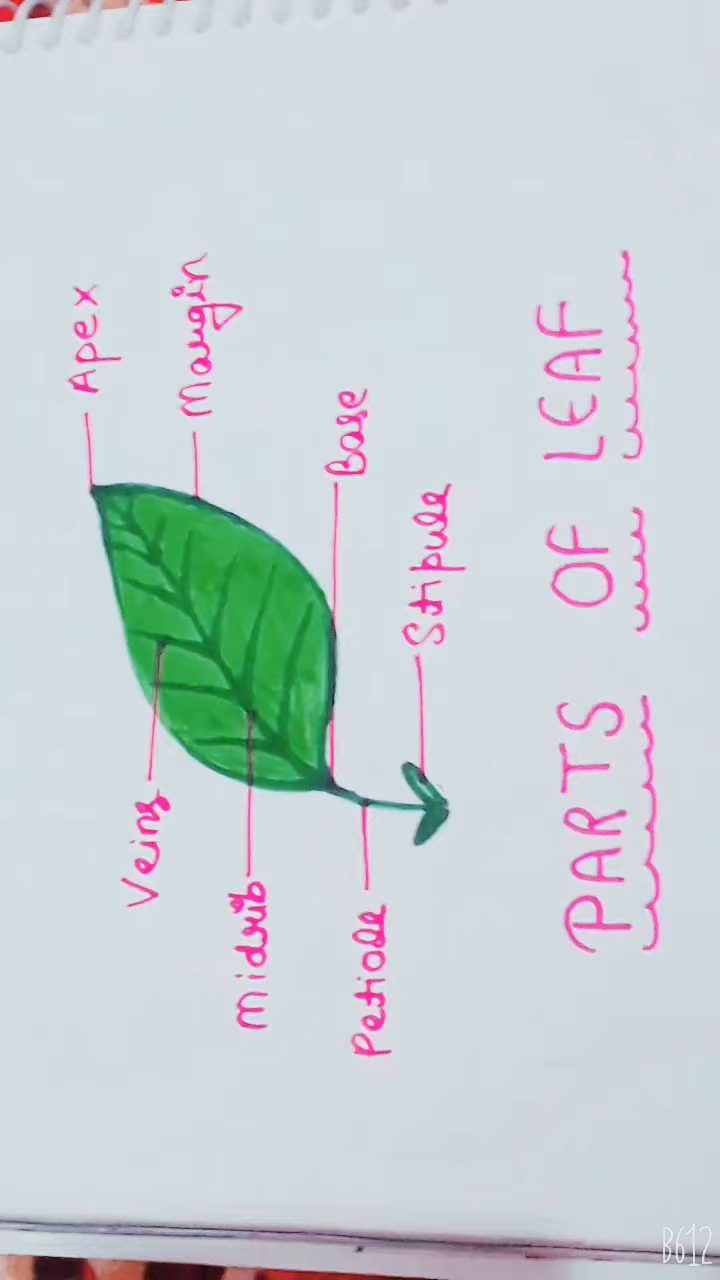 Apex
Margin
Base
Stipule
Veins
Midrib
Petiole
PARTS OF LEAF
B612